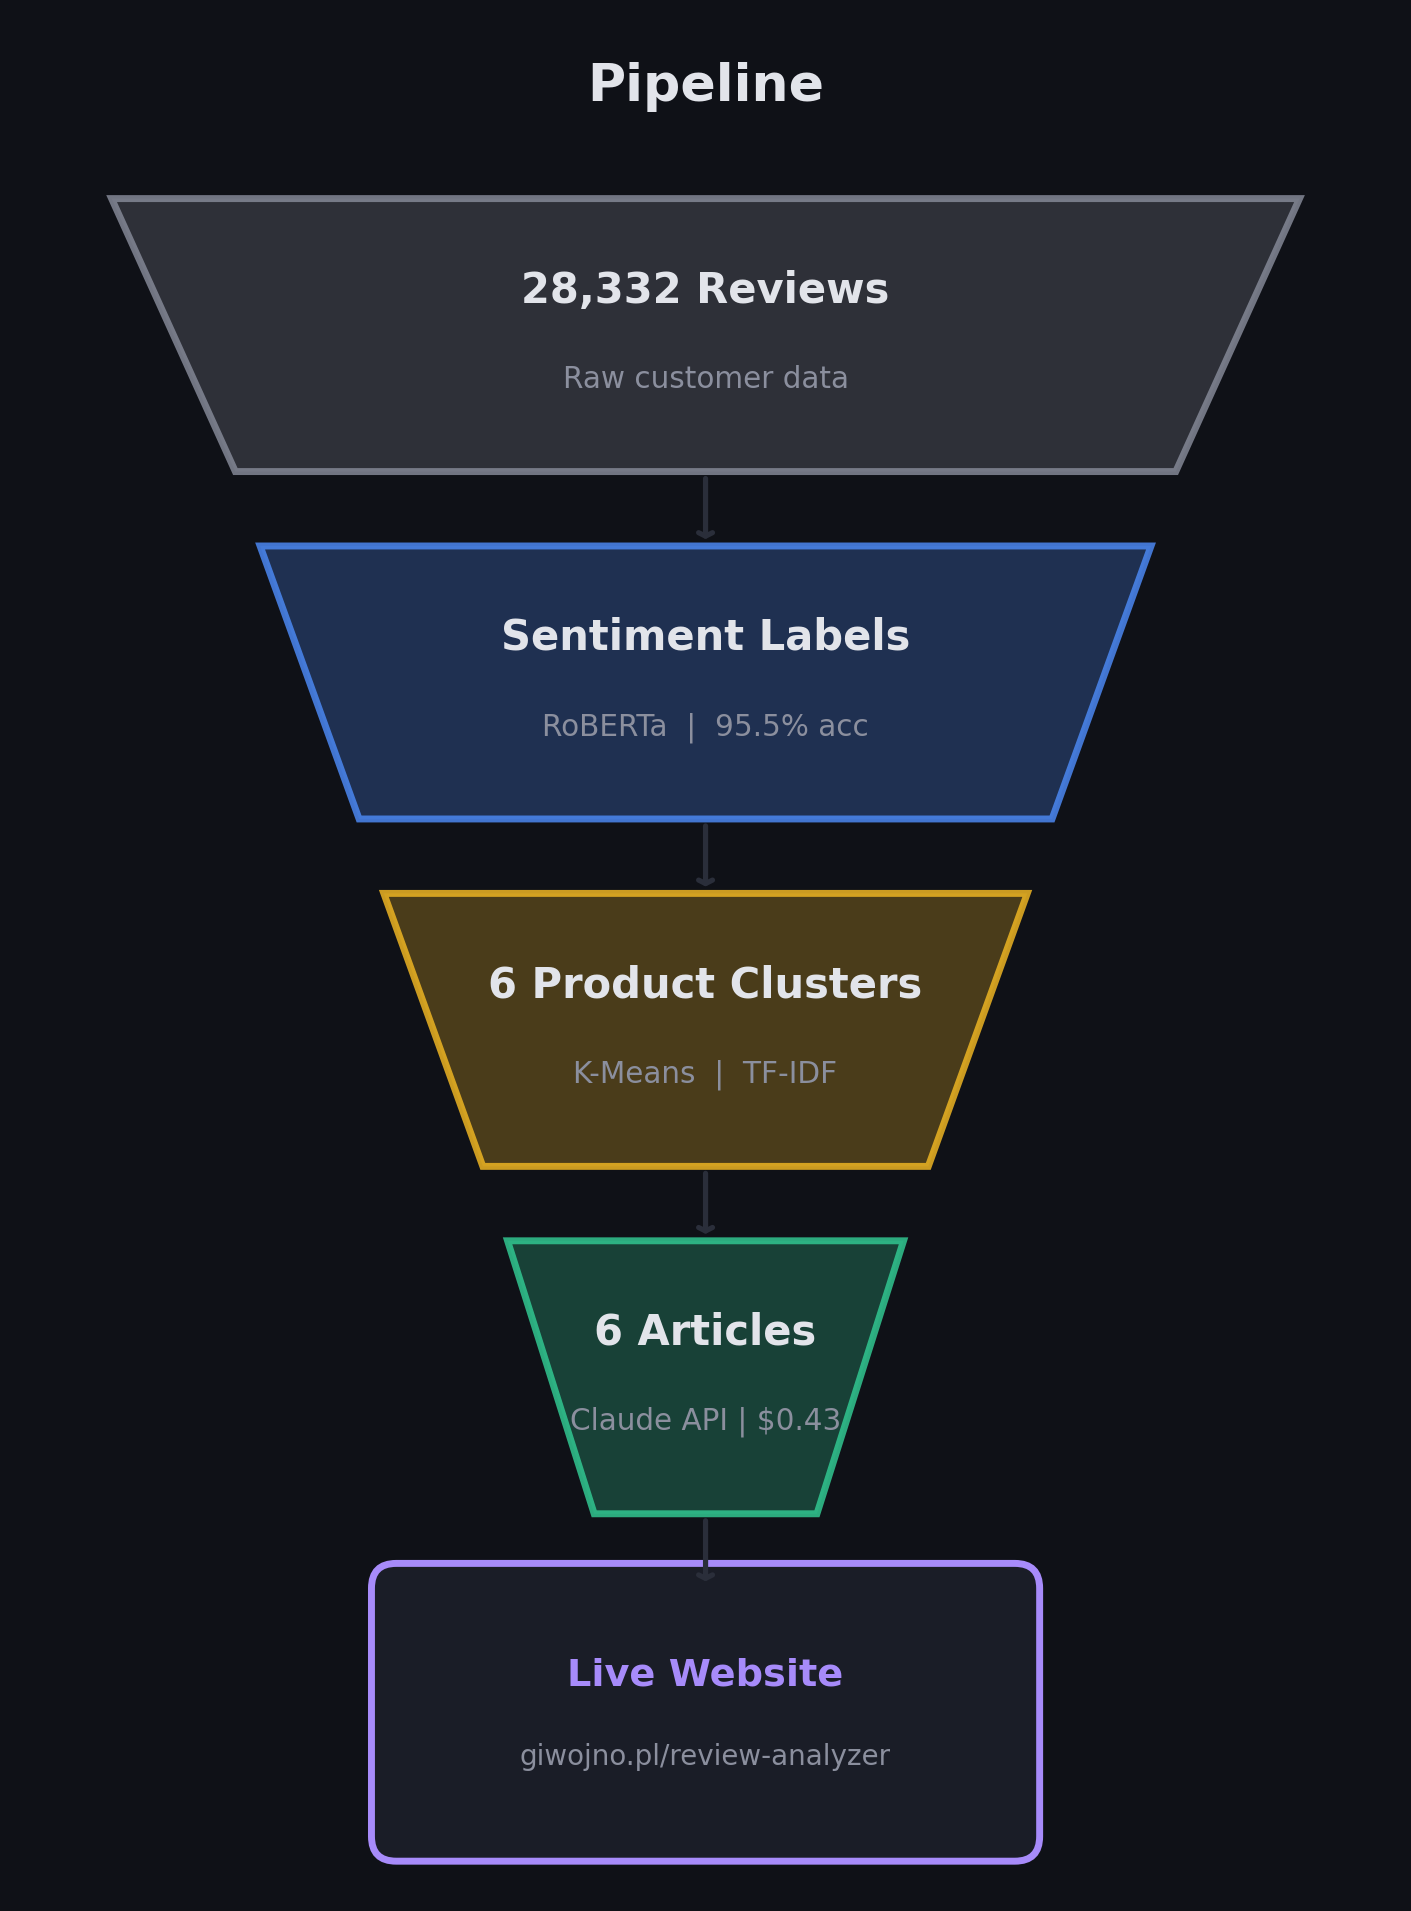 Pipeline
28,332 Reviews
Raw customer data
Sentiment Labels
RoBERTa | 95.5% acc
6 Product Clusters
K-Means | TF-IDF
6 Articles
Claude API | $0.43
Live Website
giwojno.pl/review-analyzer